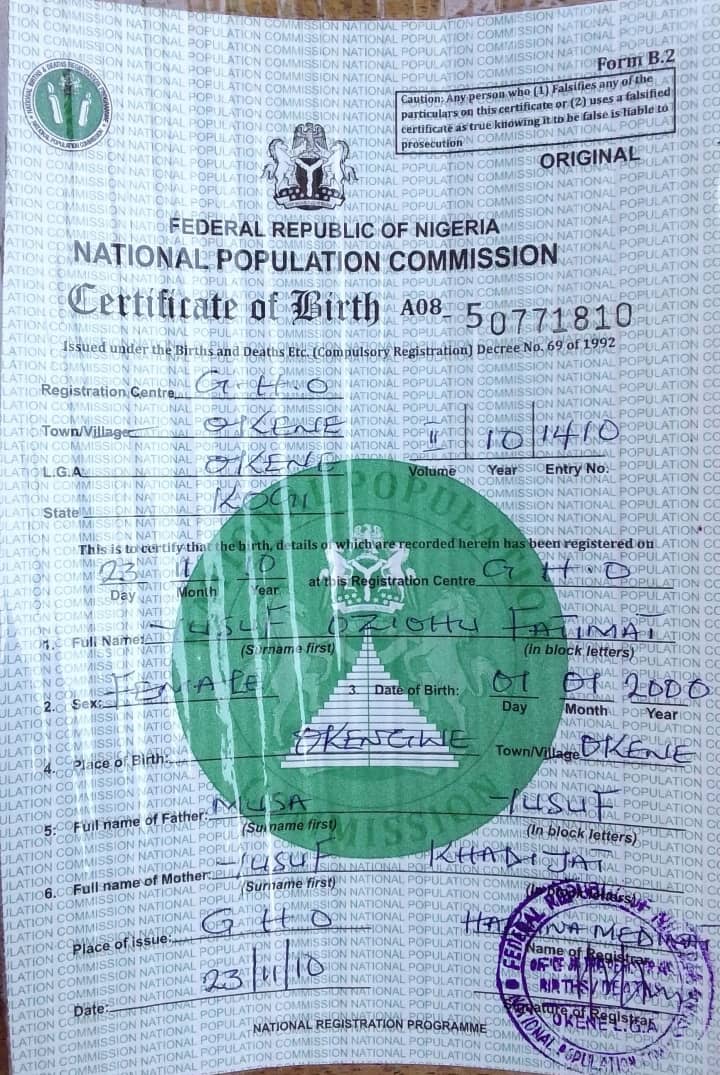 Form B.2
Caution: Any person who (1) Falsifies any of the
particulars on this certificate or (2) uses a falsified
certificate as true knowing it to be false is liable to
prosecution
ORIGINAL
FEDERAL REPUBLIC OF NIGERIA
NATIONAL POPULATION COMMISSION
Certificate of Birth A08- 50771810
Issued under the Births and Deaths Etc. (Compulsory Registration) Decree No. 69 of 1992
Registration Centre G.H.O
Town/Village OKENE
L.G.A. OKENE
II 10 1410
Volume Year Entry No.
State KOGI
This is to certify that the birth, details of which are recorded herein has been registered on
23 11 10 at this Registration Centre G H.O
Day Month Year
1. Full Name: YUSUF OZIOHU FATIMAT
(Surname first) (in block letters)
2. Sex: FEMALE 3. Date of Birth: 01 01 2000
Day Month Year
4. Place of Birth: OKENGWE Town/Village OKENE
5: Full name of Father: MUSA YUSUF
(Surname first) (In block letters)
6. Full name of Mother: YUSUF KHADIJAT
(Surname first)
Place of issue: G H O
Name of Registrar
Date: 23/11/10
Signature of Registrar
NATIONAL REGISTRATION PROGRAMME
BIRTHS/DEATHS
OKENE L.G.A